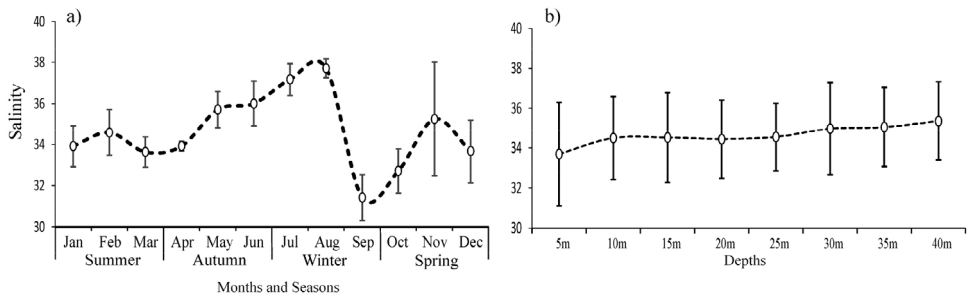 a)
Salinity
40
38
36
34
32
30
Jan Feb Mar Apr May Jun Jul Aug Sep Oct Nov Dec
Summer Autumn Winter Spring
Months and Seasons
b)
40
38
36
34
32
30
5m 10m 15m 20m 25m 30m 35m 40m
Depths